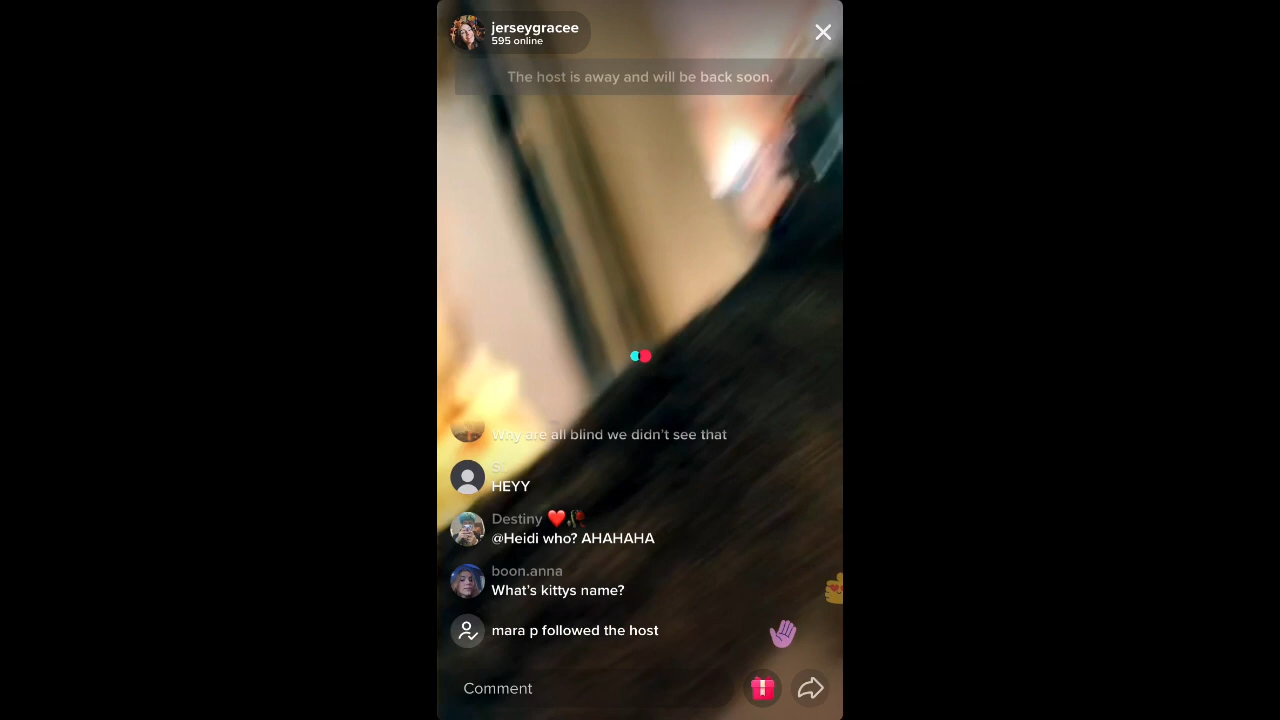 jerseygracee
595 online
The host is away and will be back soon.
Why are all blind we didn't see that
HEYY
Destiny ❤️🥀
@Heidi who? AHAHAHA
boon.anna
What's kittys name?
mara p followed the host
Comment